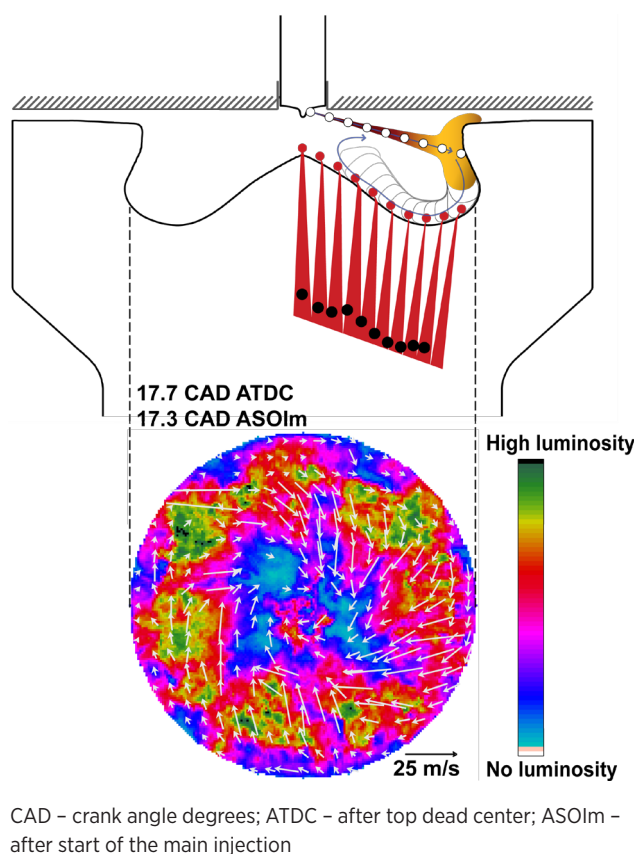 17.7 CAD ATDC
17.3 CAD ASOIm
High luminosity
No luminosity
25 m/s
CAD – crank angle degrees; ATDC – after top dead center; ASOIm –
after start of the main injection